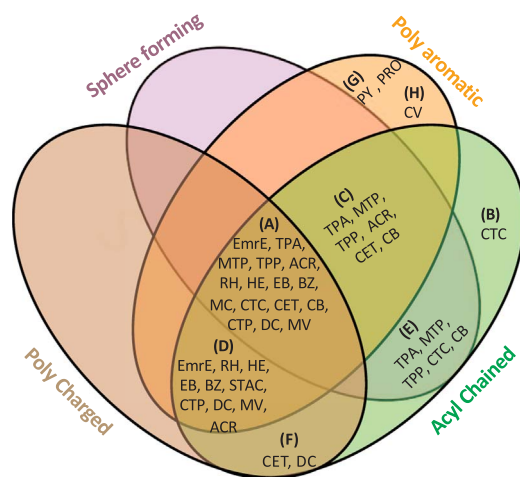 Sphere forming
Poly aromatic
(G)
PY , PRO
(H)
CV
(C)
TPA, MTP,
TPP, ACR,
CET, CB
(B)
CTC
(A)
EmrE, TPA,
MTP, TPP, ACR,
RH, HE, EB, BZ,
MC, CTC, CET, CB,
CTP, DC, MV
(E)
TPA, MTP,
TPP, CTC, CB
(D)
EmrE, RH, HE,
EB, BZ, STAC,
CTP, DC, MV,
ACR
(F)
CET, DC
Poly Charged
Acyl Chained